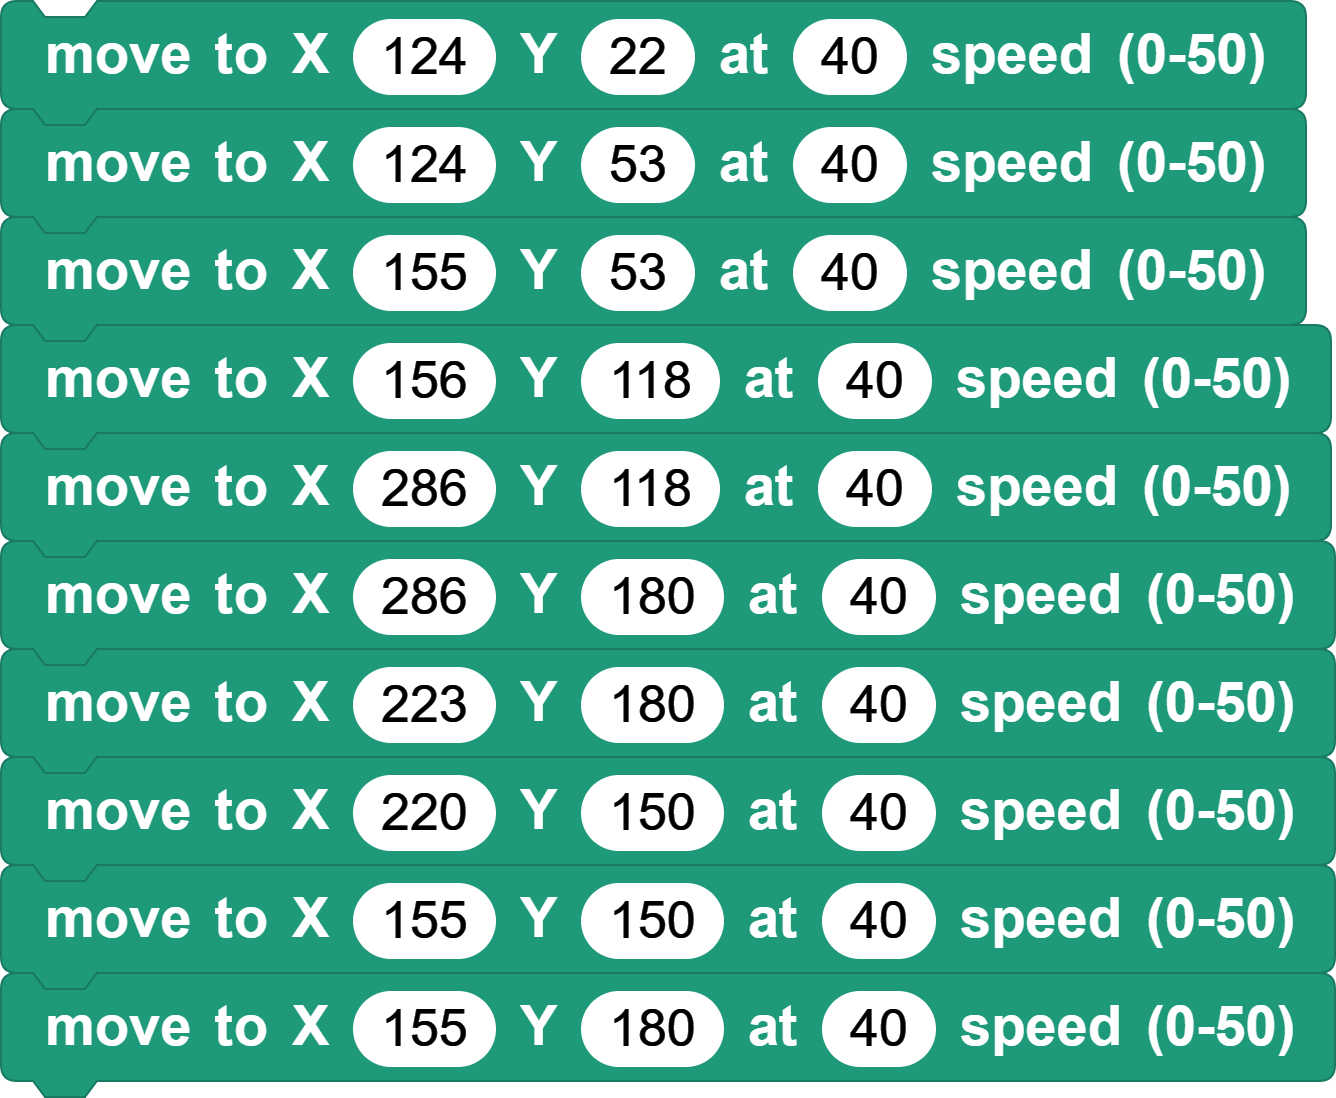 move to X 124 Y 22 at 40 speed (0-50)
move to X 124 Y 53 at 40 speed (0-50)
move to X 155 Y 53 at 40 speed (0-50)
move to X 156 Y 118 at 40 speed (0-50)
move to X 286 Y 118 at 40 speed (0-50)
move to X 286 Y 180 at 40 speed (0-50)
move to X 223 Y 180 at 40 speed (0-50)
move to X 220 Y 150 at 40 speed (0-50)
move to X 155 Y 150 at 40 speed (0-50)
move to X 155 Y 180 at 40 speed (0-50)